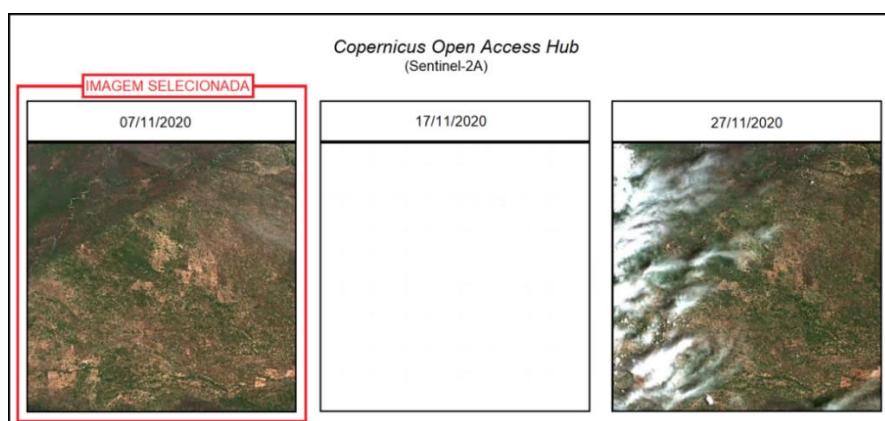 Copernicus Open Access Hub
(Sentinel-2A)
IMAGEM SELECIONADA
07/11/2020
17/11/2020
27/11/2020